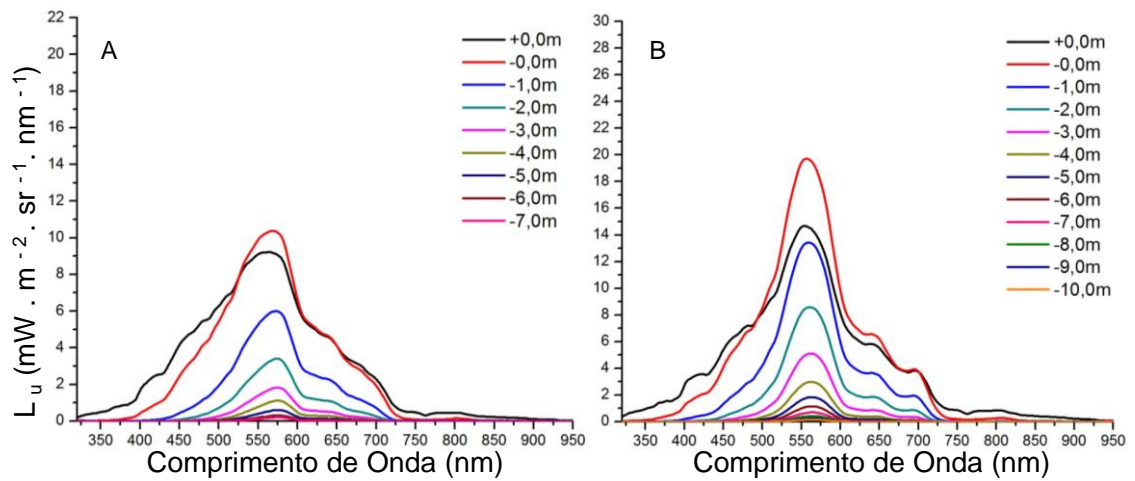 A
L u (mW . m -2 . sr -1 . nm -1)
22
20
18
16
14
12
10
8
6
4
2
0
+0,0m
-0,0m
-1,0m
-2,0m
-3,0m
-4,0m
-5,0m
-6,0m
-7,0m
350 400 450 500 550 600 650 700 750 800 850 900 950
Comprimento de Onda (nm)
B
30
28
26
24
22
20
18
16
14
12
10
8
6
4
2
0
+0,0m
-0,0m
-1,0m
-2,0m
-3,0m
-4,0m
-5,0m
-6,0m
-7,0m
-8,0m
-9,0m
-10,0m
350 400 450 500 550 600 650 700 750 800 850 900 950
Comprimento de Onda (nm)